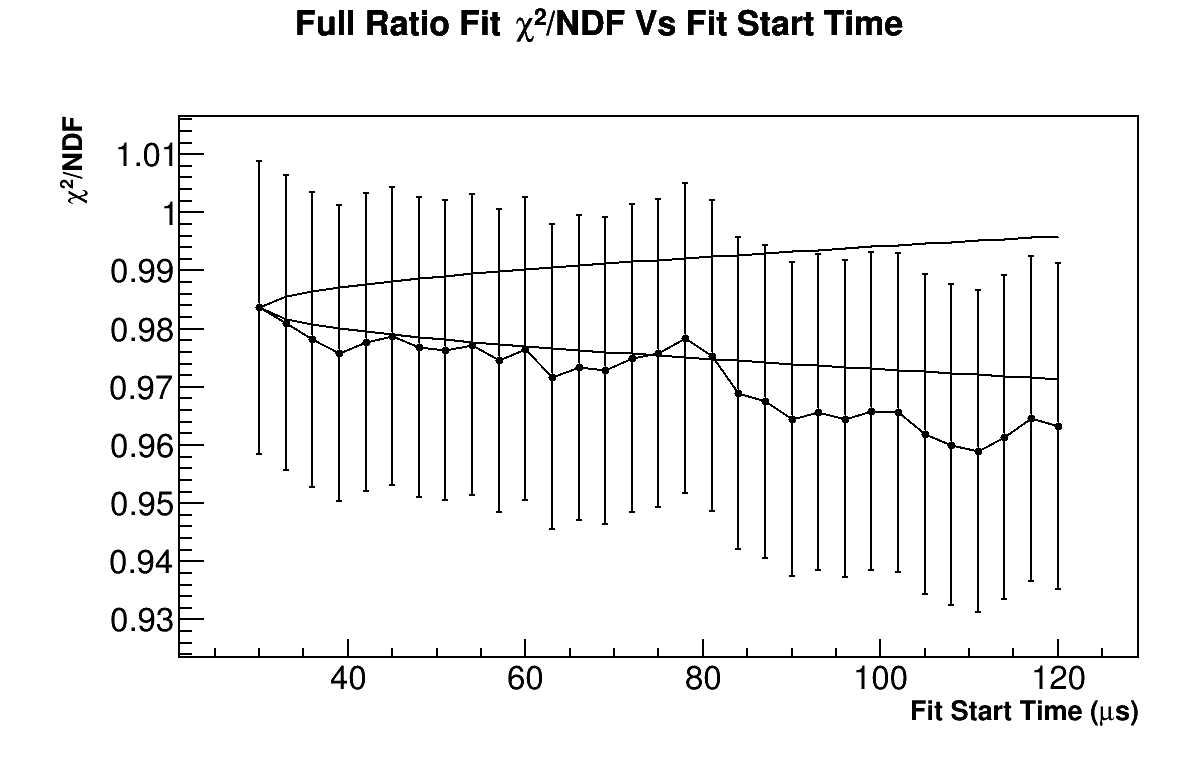 Full Ratio Fit χ²/NDF Vs Fit Start Time
χ²/NDF
1.01
1
0.99
0.98
0.97
0.96
0.95
0.94
0.93
40 60 80 100 120
Fit Start Time (μs)